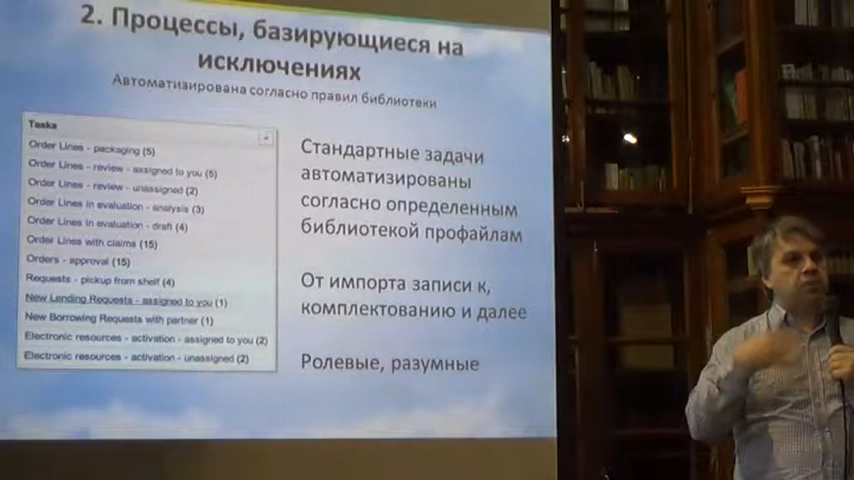 2. Процессы, базирующиеся на
исключениях
Автоматизирована согласно правил библиотеки
Tasks
Order Lines - packaging (5)
Order Lines - review - assigned to you (5)
Order Lines - review - unassigned (2)
Order Lines in evaluation - analysis (3)
Order Lines in evaluation - draft (4)
Order Lines with claims (15)
Orders - approval (15)
Requests - pickup from shelf (4)
New Lending Requests - assigned to you (1)
New Borrowing Requests with partner (1)
Electronic resources - activation - assigned to you (2)
Electronic resources - activation - unassigned (2)
Стандартные задачи
автоматизированы
согласно определенным
библиотекой профайлам
От импорта записи к,
комплектованию и далее
Ролевые, разумные